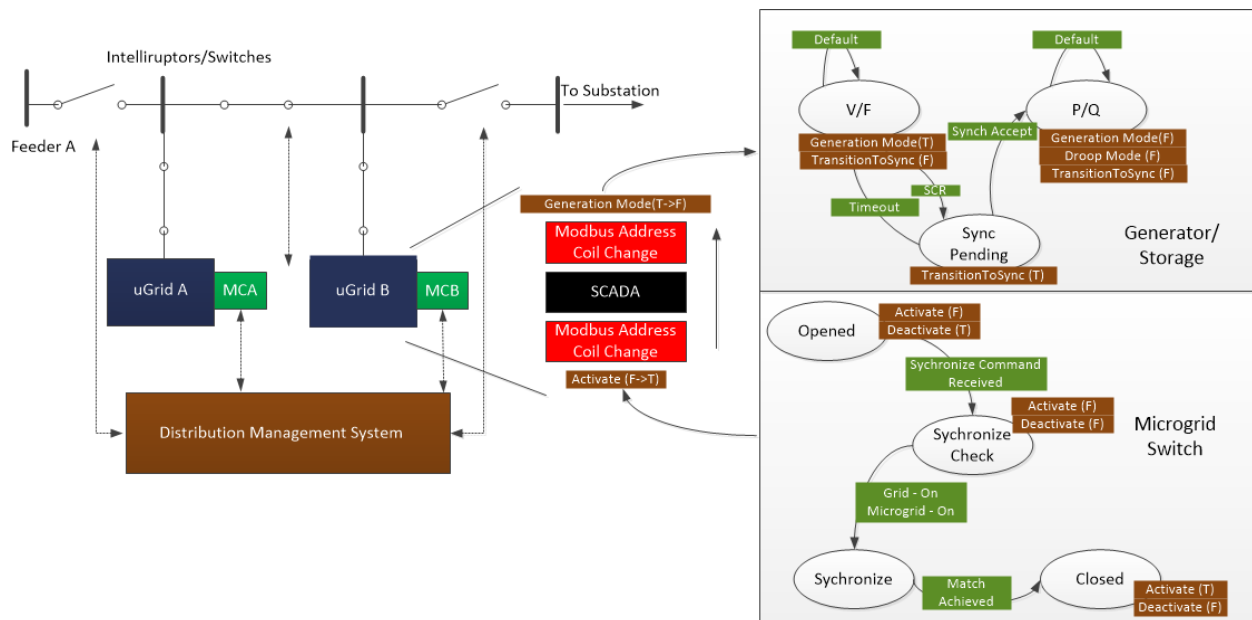 Intelliruptors/Switches
To Substation
Feeder A
uGrid A
MCA
uGrid B
MCB
Distribution Management System
Generation Mode(T->F)
Modbus Address
Coil Change
SCADA
Modbus Address
Coil Change
Activate (F->T)
Default
Default
V/F
P/Q
Generation Mode(T)
TransitionToSync (F)
Synch Accept
Generation Mode(F)
Droop Mode (F)
TransitionToSync (F)
SCR
Timeout
Sync
Pending
TransitionToSync (T)
Generator/
Storage
Opened
Activate (F)
Deactivate (T)
Sychronize Command
Received
Activate (F)
Deactivate (F)
Sychronize
Check
Microgrid
Switch
Grid - On
Microgrid - On
Sychronize
Match
Achieved
Closed
Activate (T)
Deactivate (F)